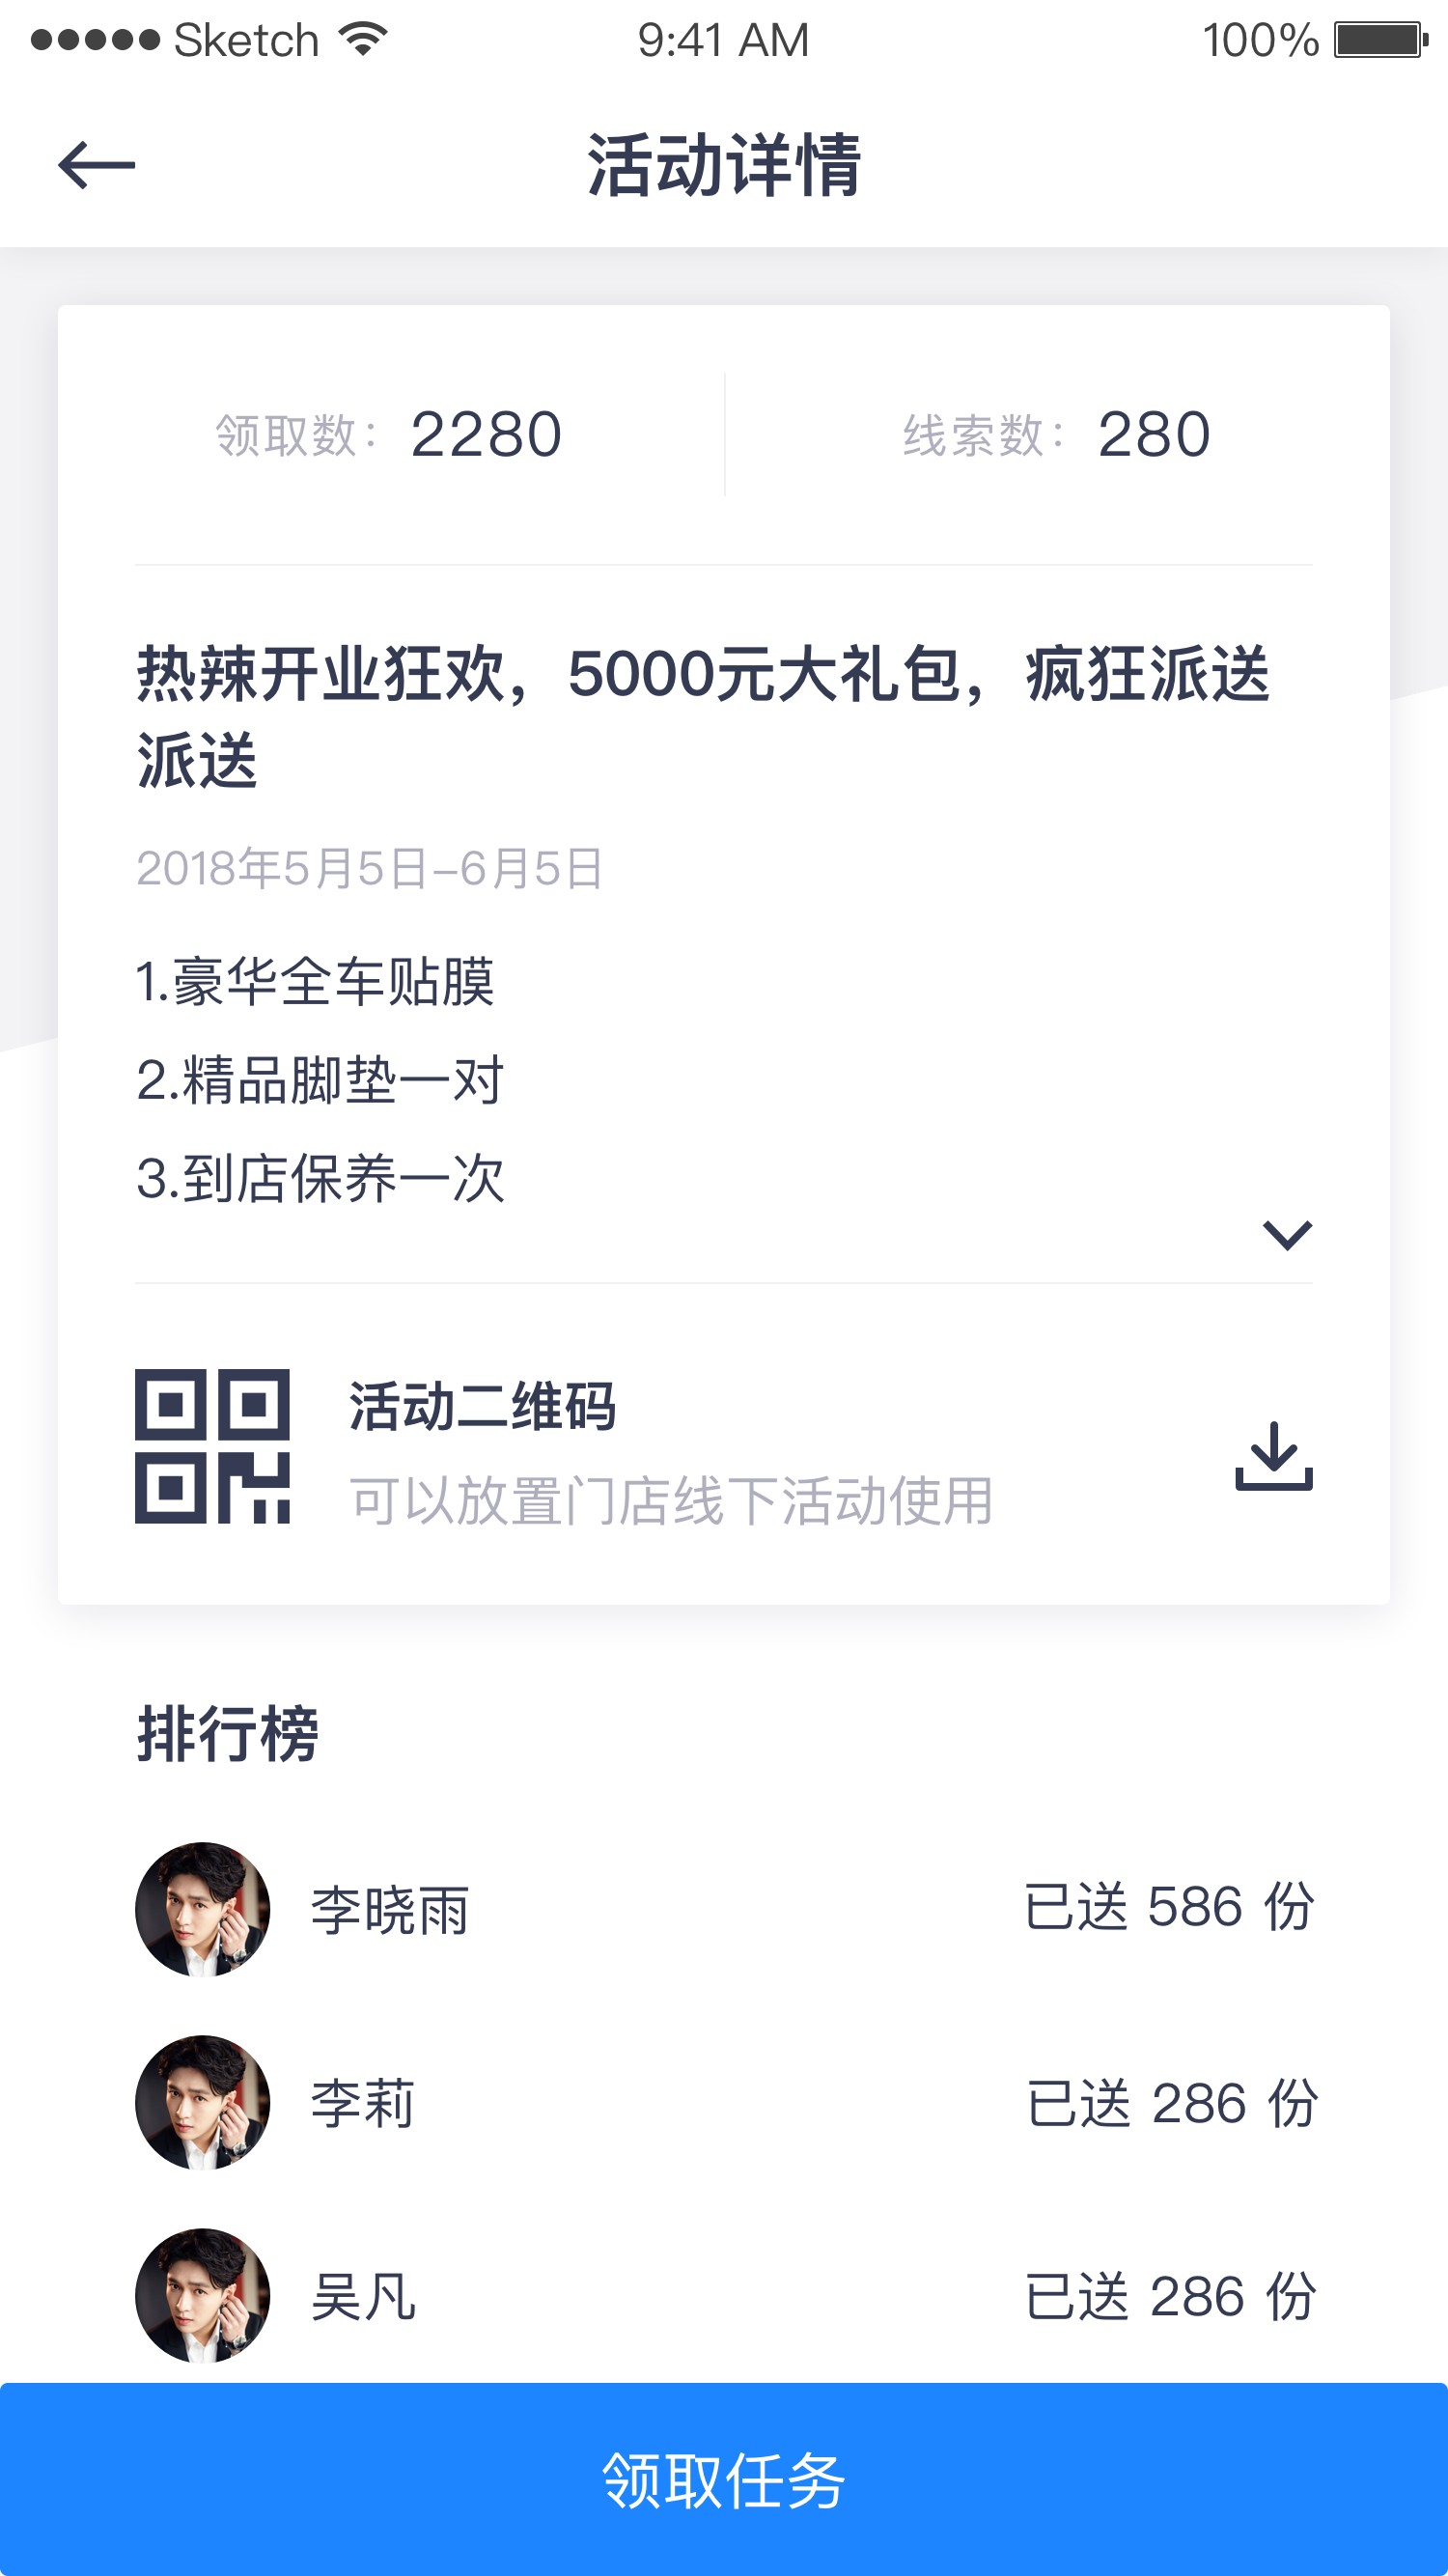 Sketch 9:41 AM 100%
活动详情
领取数：2280 线索数：280
热辣开业狂欢，5000元大礼包，疯狂派送
派送
2018年5月5日–6月5日
1.豪华全车贴膜
2.精品脚垫一对
3.到店保养一次
活动二维码
可以放置门店线下活动使用
排行榜
李晓雨 已送 586 份
李莉 已送 286 份
吴凡 已送 286 份
领取任务